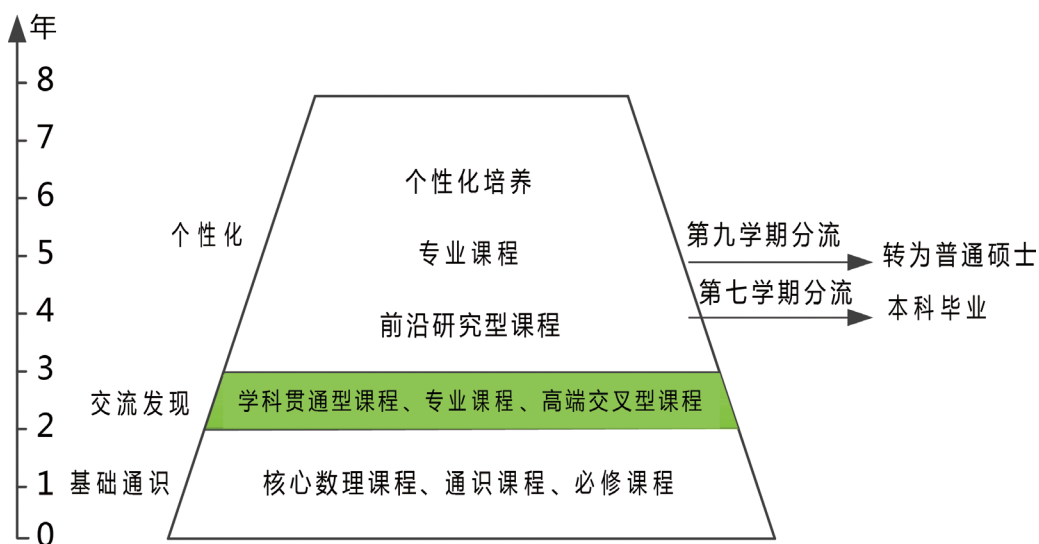 年
8
7
6
5
4
3
2
1
0
个性化
交流发现
基础通识
个性化培养
专业课程
前沿研究型课程
学科贯通型课程、专业课程、高端交叉型课程
核心数理课程、通识课程、必修课程
第九学期分流
转为普通硕士
第七学期分流
本科毕业